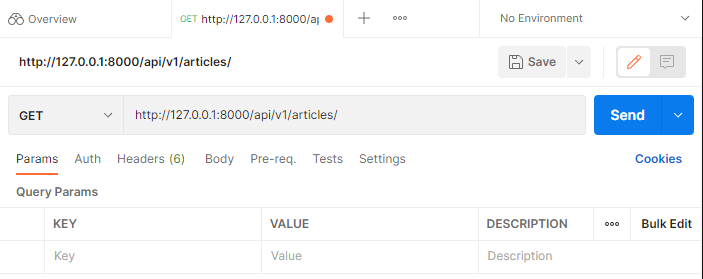 Overview GET http://127.0.0.1:8000/ap No Environment
http://127.0.0.1:8000/api/v1/articles/ Save
GET http://127.0.0.1:8000/api/v1/articles/ Send
Params Auth Headers (6) Body Pre-req. Tests Settings Cookies
Query Params
KEY VALUE DESCRIPTION Bulk Edit
Key Value Description